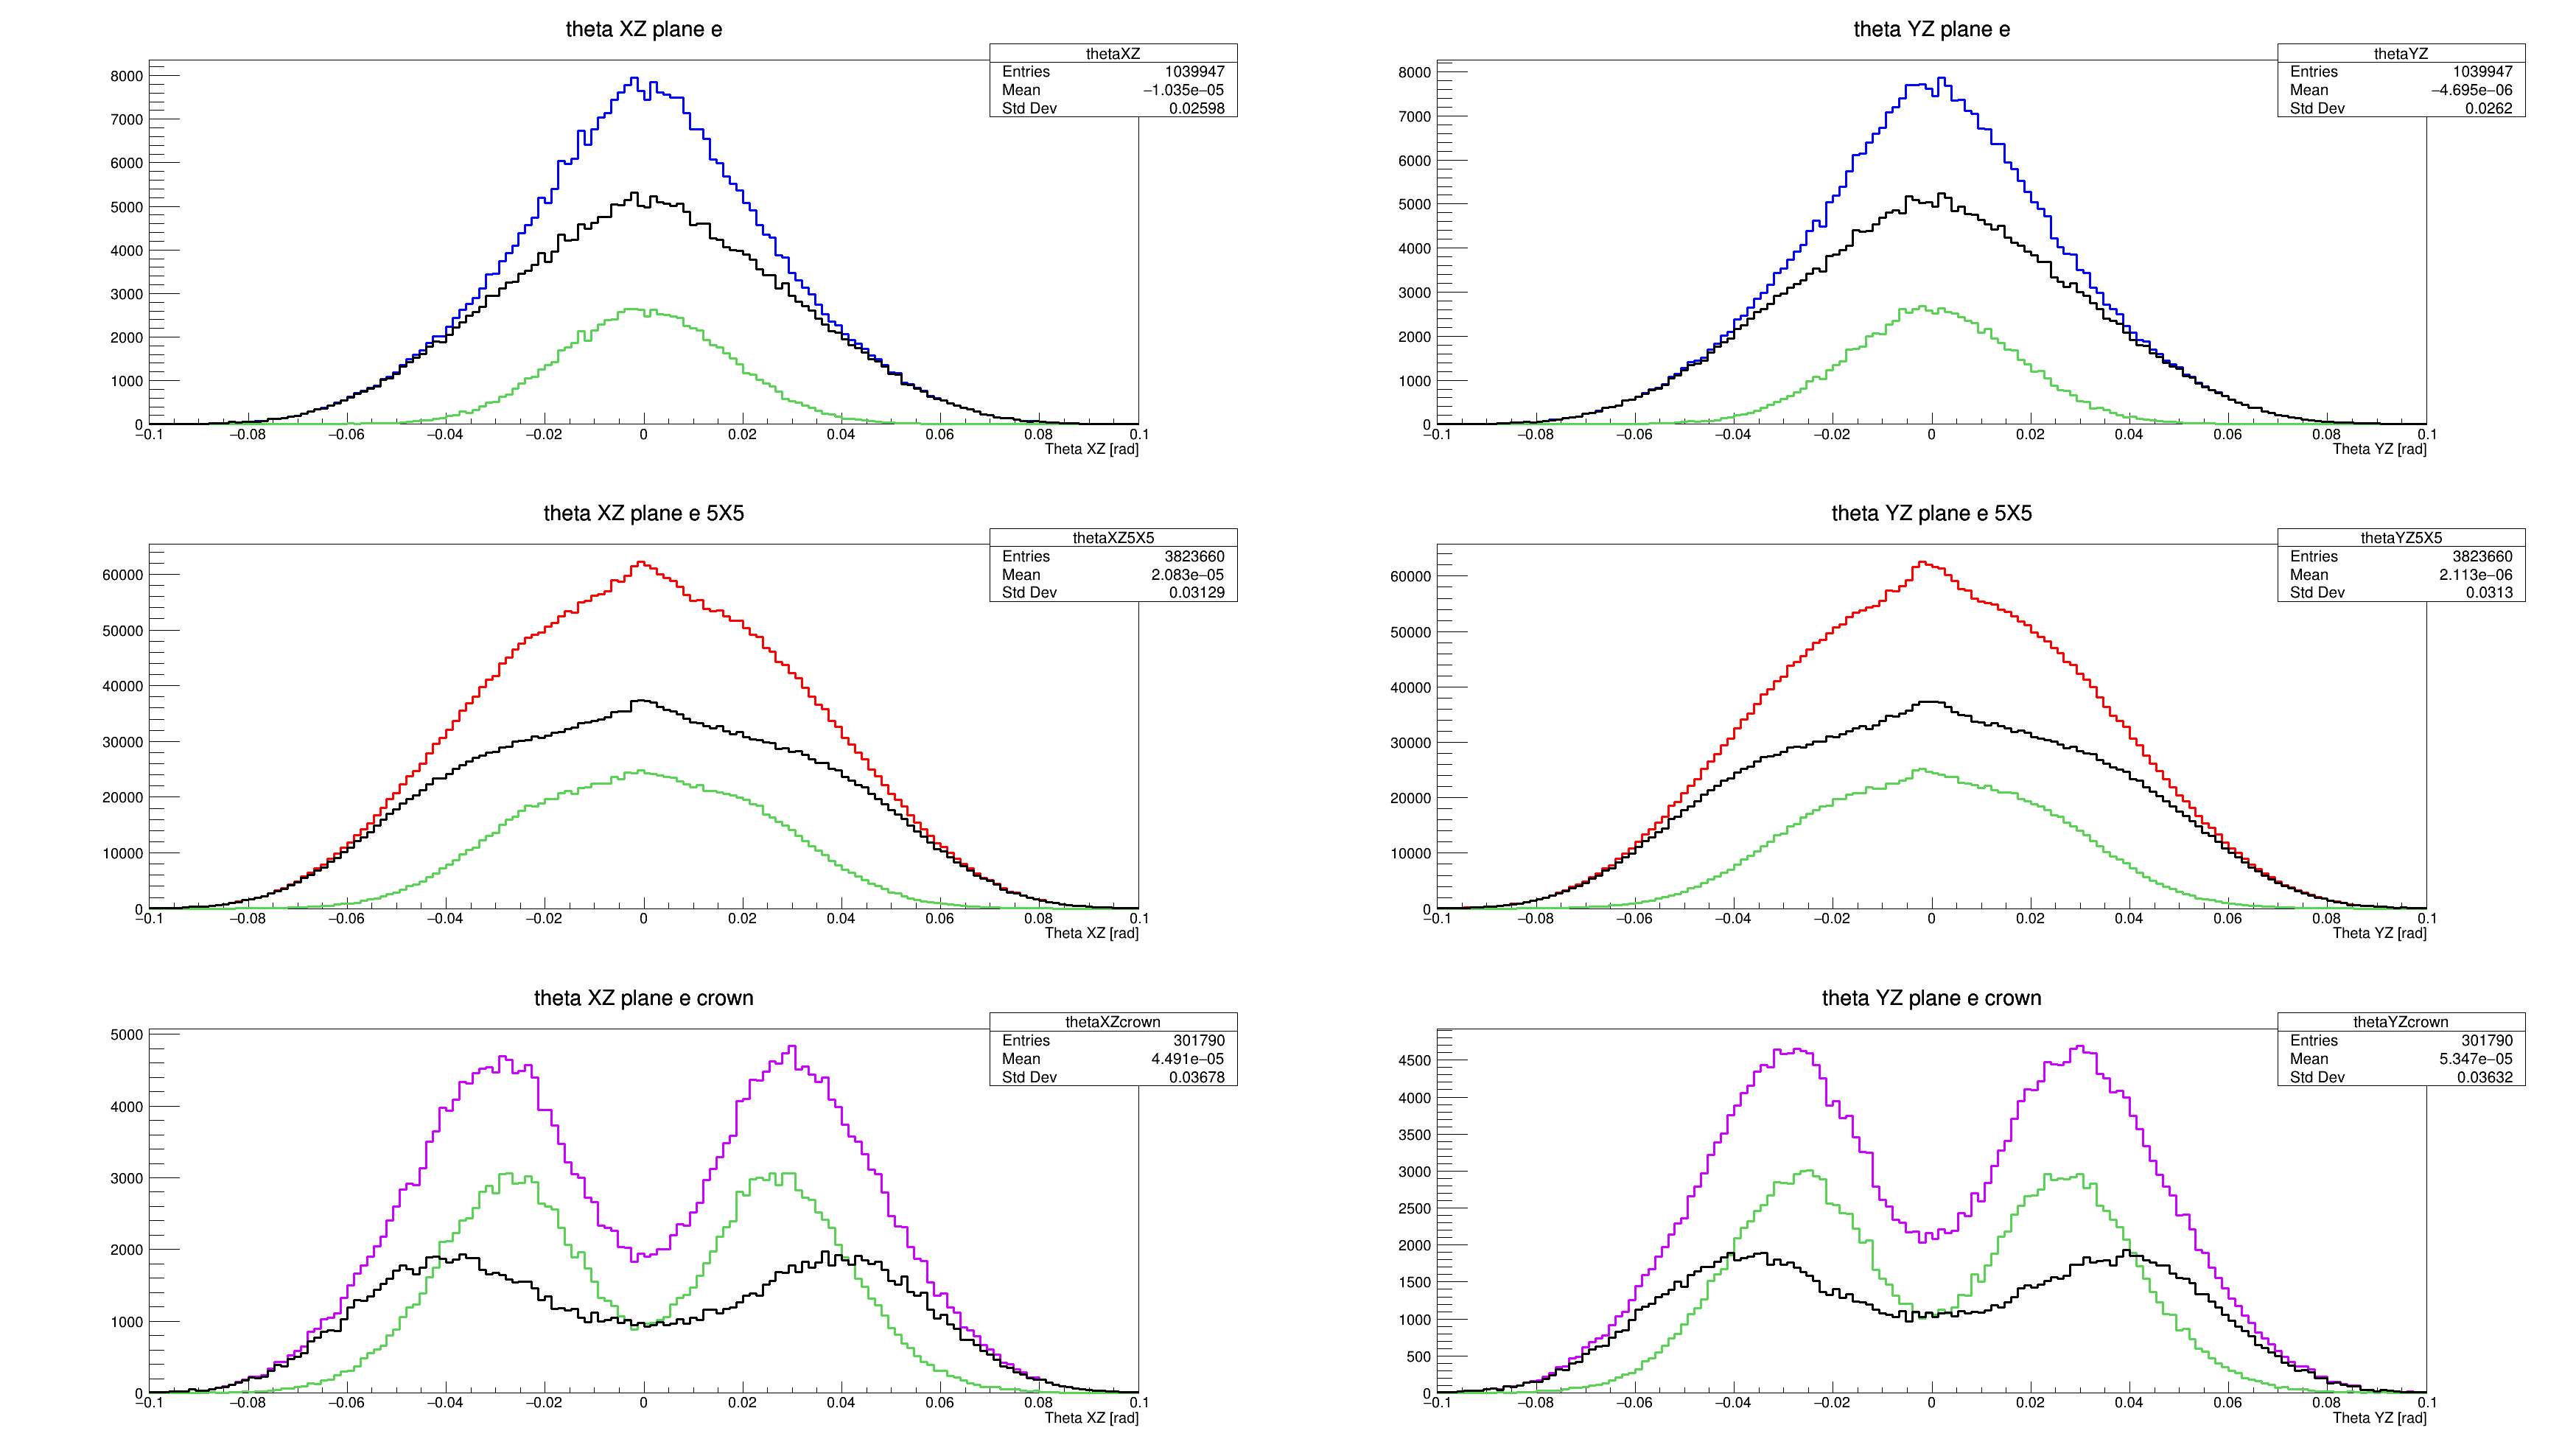 theta XZ plane e
thetaXZ
Entries 1039947
Mean −1.035e−05
Std Dev 0.02598
8000
7000
6000
5000
4000
3000
2000
1000
0
−0.1 −0.08 −0.06 −0.04 −0.02 0 0.02 0.04 0.06 0.08 0.1
Theta XZ [rad]
theta YZ plane e
thetaYZ
Entries 1039947
Mean −4.695e−06
Std Dev 0.0262
8000
7000
6000
5000
4000
3000
2000
1000
0
−0.1 −0.08 −0.06 −0.04 −0.02 0 0.02 0.04 0.06 0.08 0.1
Theta YZ [rad]
theta XZ plane e 5X5
thetaXZ5X5
Entries 3823660
Mean 2.083e−05
Std Dev 0.03129
60000
50000
40000
30000
20000
10000
0
−0.1 −0.08 −0.06 −0.04 −0.02 0 0.02 0.04 0.06 0.08 0.1
Theta XZ [rad]
theta YZ plane e 5X5
thetaYZ5X5
Entries 3823660
Mean 2.113e−06
Std Dev 0.0313
60000
50000
40000
30000
20000
10000
0
−0.1 −0.08 −0.06 −0.04 −0.02 0 0.02 0.04 0.06 0.08 0.1
Theta YZ [rad]
theta XZ plane e crown
thetaXZcrown
Entries 301790
Mean 4.491e−05
Std Dev 0.03678
5000
4000
3000
2000
1000
0
−0.1 −0.08 −0.06 −0.04 −0.02 0 0.02 0.04 0.06 0.08 0.1
Theta XZ [rad]
theta YZ plane e crown
thetaYZcrown
Entries 301790
Mean 5.347e−05
Std Dev 0.03632
4500
4000
3500
3000
2500
2000
1500
1000
500
0
−0.1 −0.08 −0.06 −0.04 −0.02 0 0.02 0.04 0.06 0.08 0.1
Theta YZ [rad]